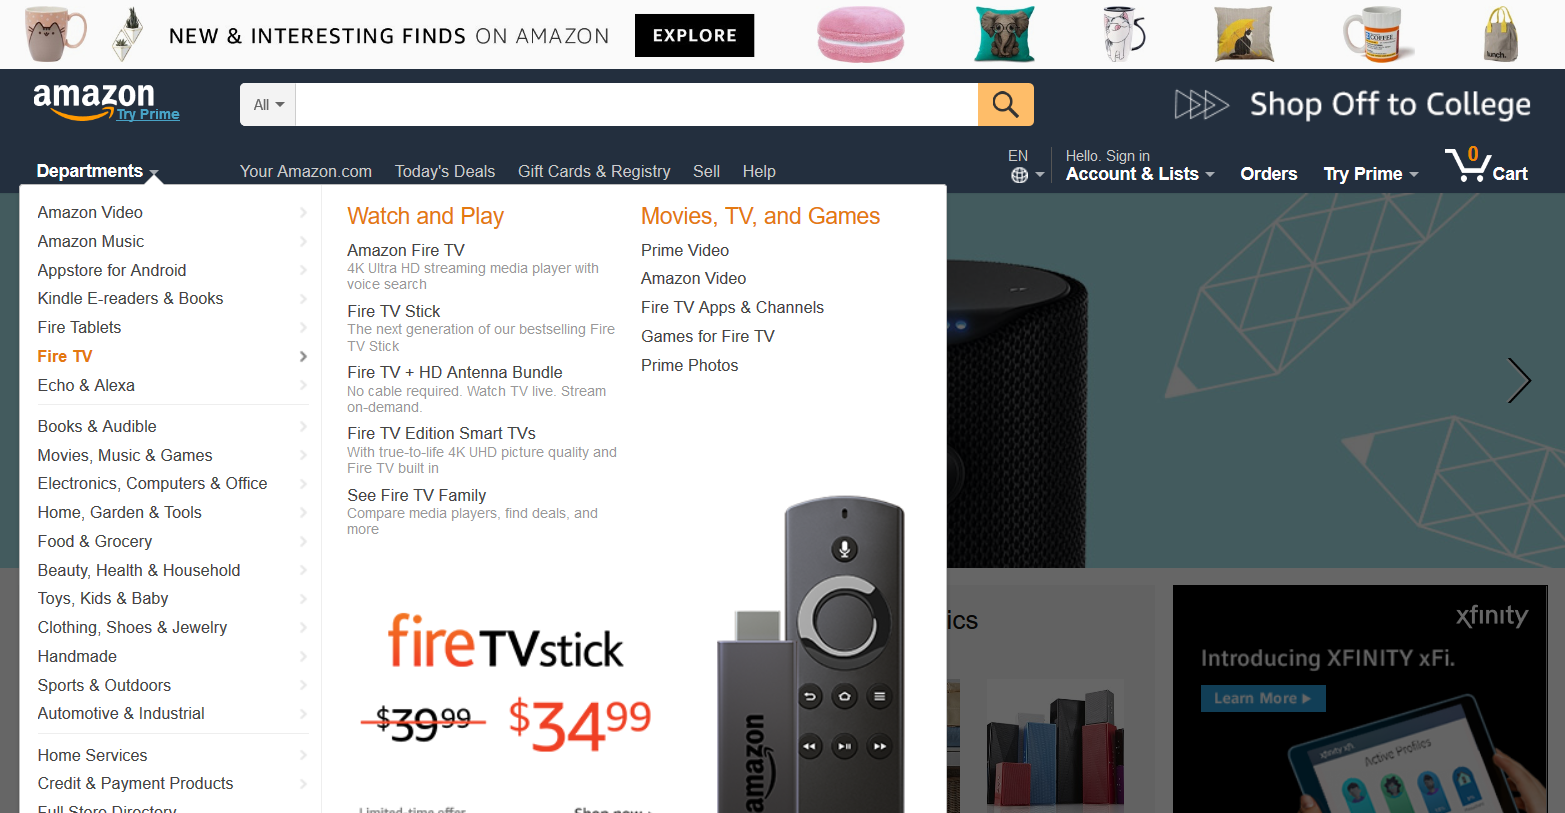 NEW & INTERESTING FINDS ON AMAZON
EXPLORE
COFFEE
lunch.
amazon
Try Prime
All
Shop Off to College
Departments
Your Amazon.com
Today's Deals
Gift Cards & Registry
Sell
Help
EN
Hello. Sign in
Account & Lists
Orders
Try Prime
0
Cart
Amazon Video
Amazon Music
Appstore for Android
Kindle E-readers & Books
Fire Tablets
Fire TV
Echo & Alexa
Books & Audible
Movies, Music & Games
Electronics, Computers & Office
Home, Garden & Tools
Food & Grocery
Beauty, Health & Household
Toys, Kids & Baby
Clothing, Shoes & Jewelry
Handmade
Sports & Outdoors
Automotive & Industrial
Home Services
Credit & Payment Products
Full Store Directory
Watch and Play
Amazon Fire TV
4K Ultra HD streaming media player with
voice search
Fire TV Stick
The next generation of our bestselling Fire
TV Stick
Fire TV + HD Antenna Bundle
No cable required. Watch TV live. Stream
on-demand.
Fire TV Edition Smart TVs
With true-to-life 4K UHD picture quality and
Fire TV built in
See Fire TV Family
Compare media players, find deals, and
more
Movies, TV, and Games
Prime Video
Amazon Video
Fire TV Apps & Channels
Games for Fire TV
Prime Photos
fire TV stick
$39.99 $34.99
Limited-time offer
Shop now ›
amazon
ics
xfinity
Introducing XFINITY xFi.
Learn More
xfinity xfi
Active Profiles